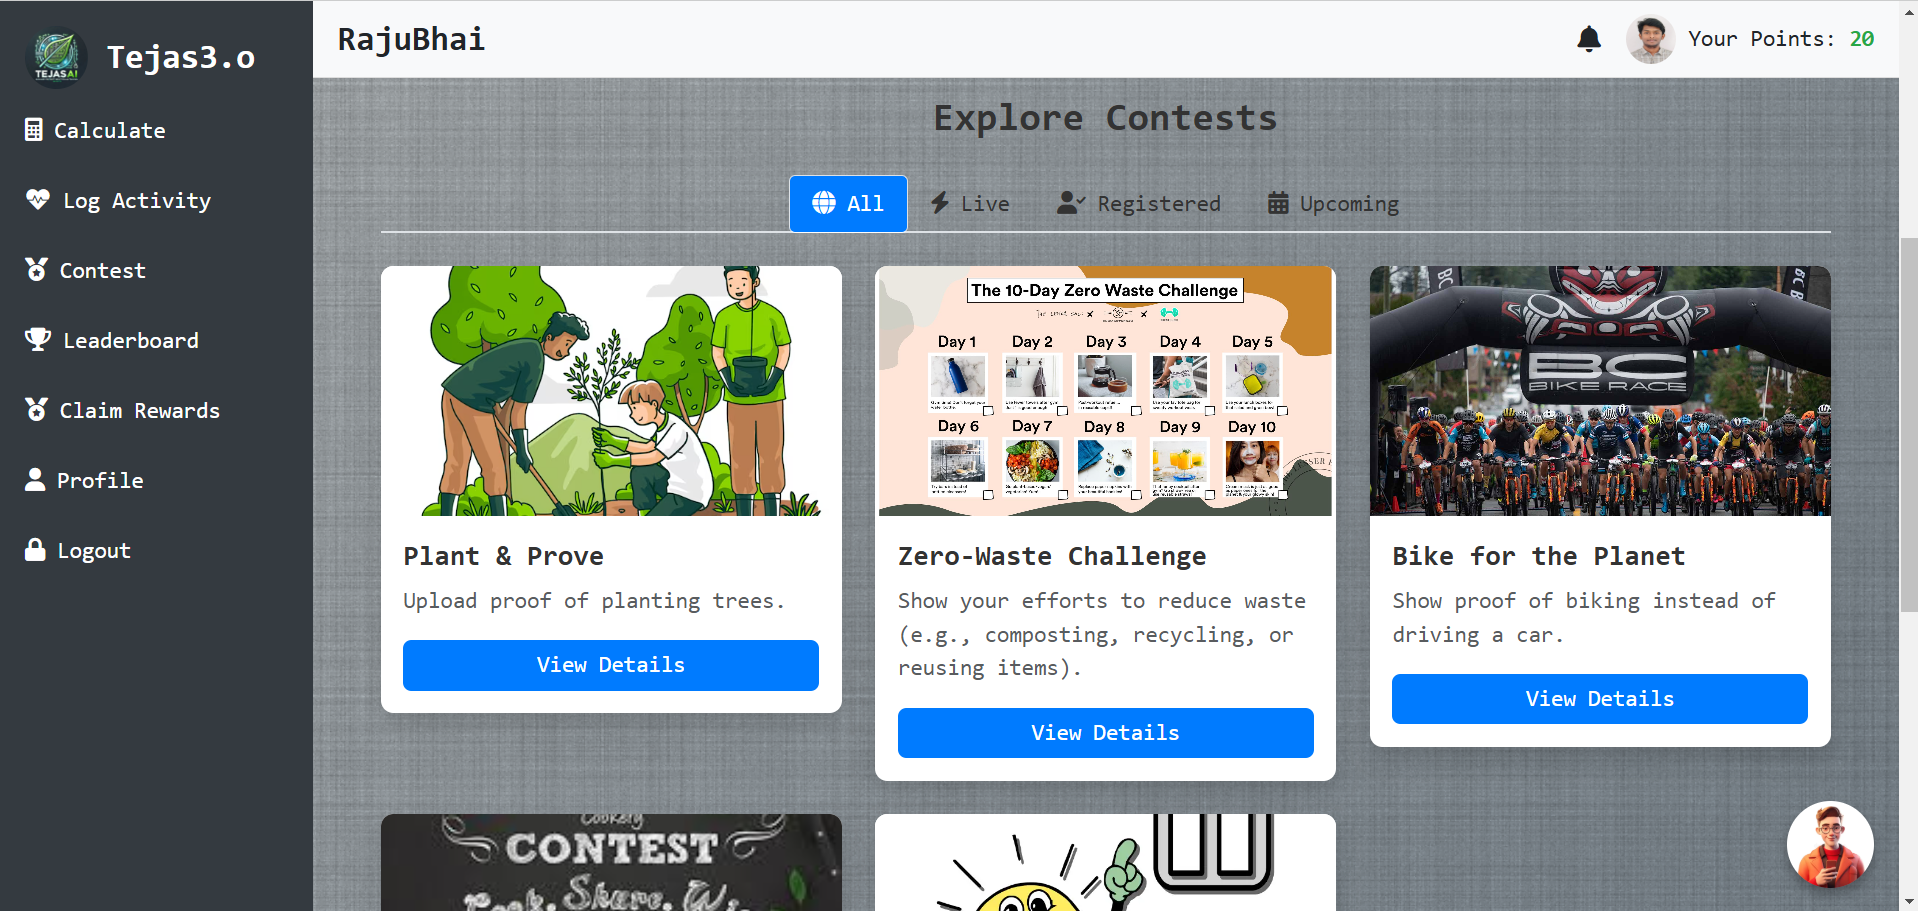 TEJASAI
Tejas3.o
Calculate
Log Activity
Contest
Leaderboard
Claim Rewards
Profile
Logout
RajuBhai
Your Points: 20
Explore Contests
All
Live
Registered
Upcoming
The 10-Day Zero Waste Challenge
Day 1 Day 2 Day 3 Day 4 Day 5
Day 6 Day 7 Day 8 Day 9 Day 10
BC
BIKE RACE
Plant & Prove
Upload proof of planting trees.
View Details
Zero-Waste Challenge
Show your efforts to reduce waste
(e.g., composting, recycling, or
reusing items).
View Details
Bike for the Planet
Show proof of biking instead of
driving a car.
View Details
Cookery
CONTEST
Share.